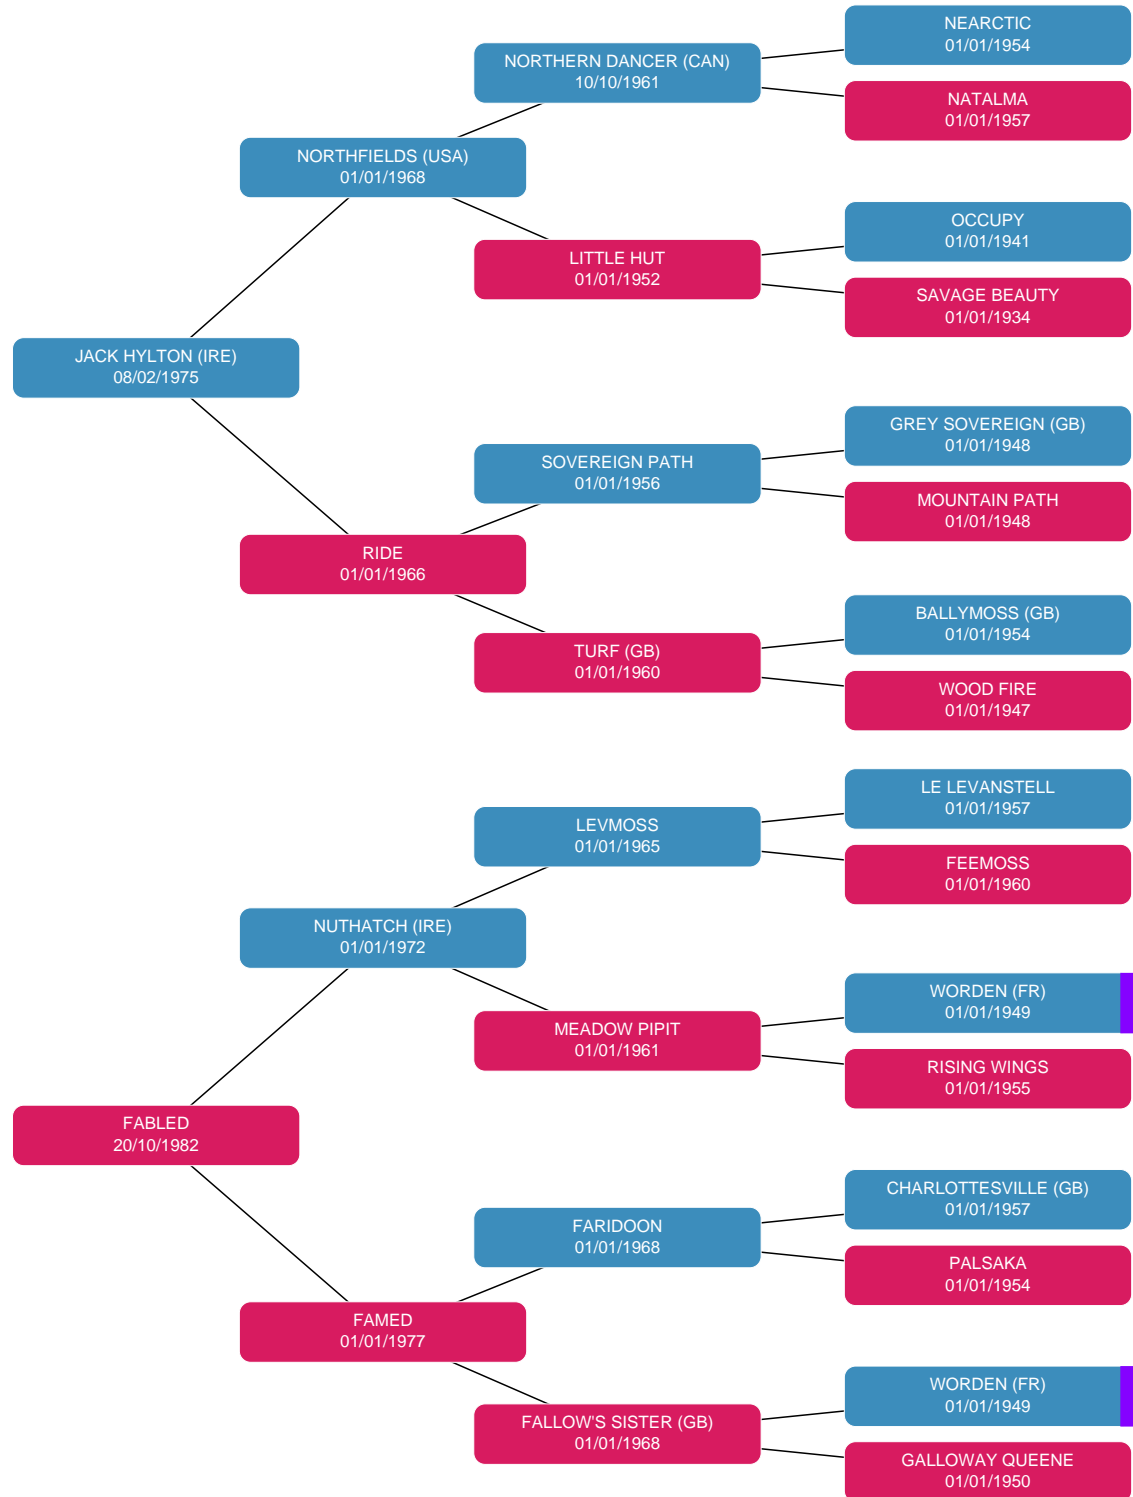 NEARCTIC
01/01/1954
NORTHERN DANCER (CAN)
10/10/1961
NATALMA
01/01/1957
NORTHFIELDS (USA)
01/01/1968
OCCUPY
01/01/1941
LITTLE HUT
01/01/1952
SAVAGE BEAUTY
01/01/1934
JACK HYLTON (IRE)
08/02/1975
GREY SOVEREIGN (GB)
01/01/1948
SOVEREIGN PATH
01/01/1956
MOUNTAIN PATH
01/01/1948
RIDE
01/01/1966
BALLYMOSS (GB)
01/01/1954
TURF (GB)
01/01/1960
WOOD FIRE
01/01/1947
LE LEVANSTELL
01/01/1957
LEVMOSS
01/01/1965
FEEMOSS
01/01/1960
NUTHATCH (IRE)
01/01/1972
WORDEN (FR)
01/01/1949
MEADOW PIPIT
01/01/1961
RISING WINGS
01/01/1955
FABLED
20/10/1982
CHARLOTTESVILLE (GB)
01/01/1957
FARIDOON
01/01/1968
PALSAKA
01/01/1954
FAMED
01/01/1977
WORDEN (FR)
01/01/1949
FALLOW'S SISTER (GB)
01/01/1968
GALLOWAY QUEENE
01/01/1950